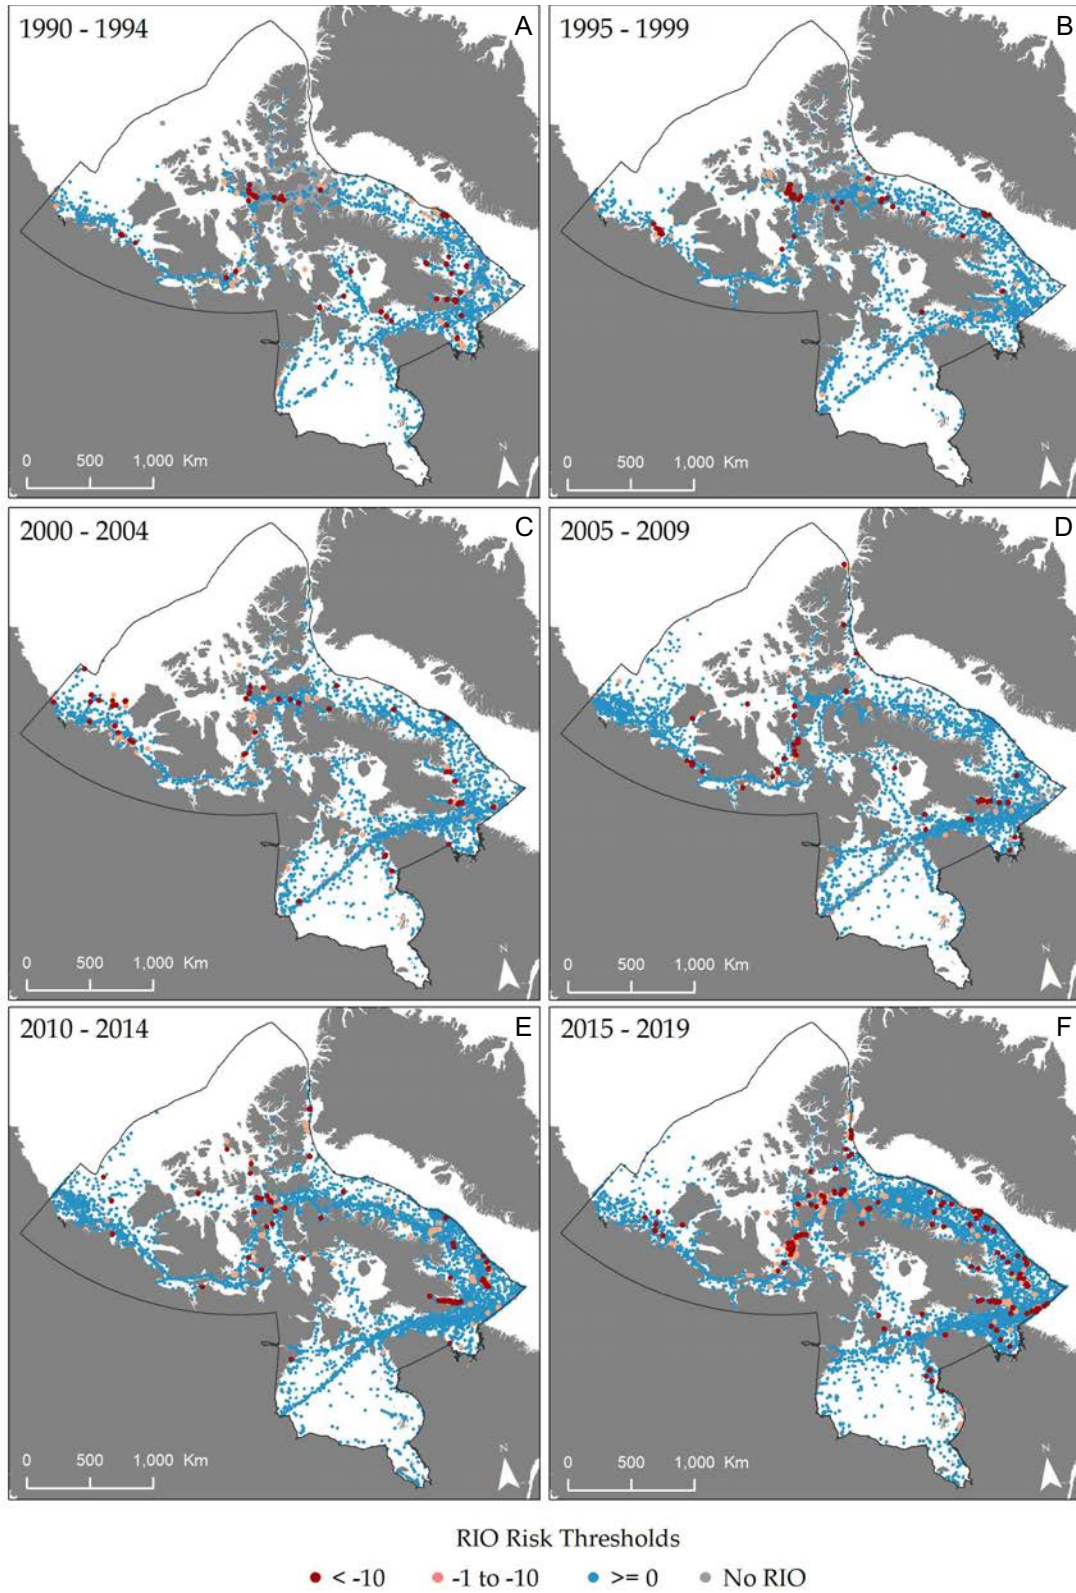 1990 - 1994
A
N
0 500 1,000 Km
1995 - 1999
B
N
0 500 1,000 Km
2000 - 2004
C
N
0 500 1,000 Km
2005 - 2009
D
N
0 500 1,000 Km
2010 - 2014
E
N
0 500 1,000 Km
2015 - 2019
F
N
0 500 1,000 Km
RIO Risk Thresholds
< -10 -1 to -10 >= 0 No RIO